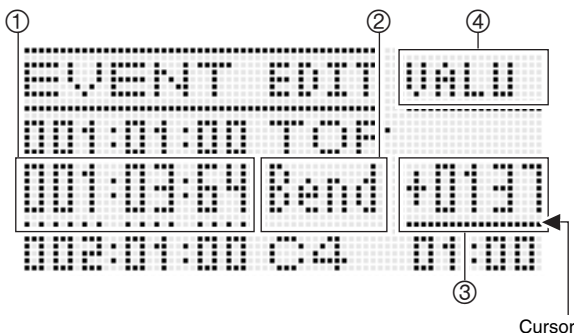 ① ② ④
EVENT EDIT VALU
001:01:00 TOP
001:03:64 Bend +0137
002:01:00 C4 01:00
③
Cursor